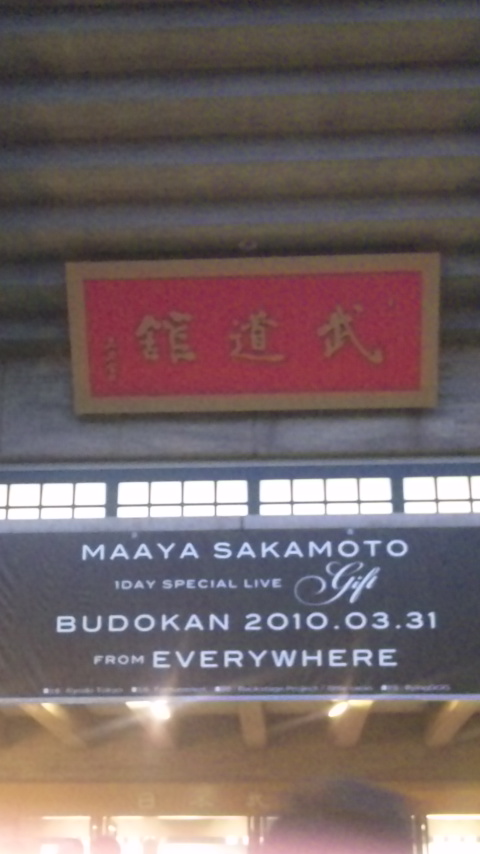 武道館
MAAYA SAKAMOTO
1DAY SPECIAL LIVE Gift
BUDOKAN 2010.03.31
FROM EVERYWHERE